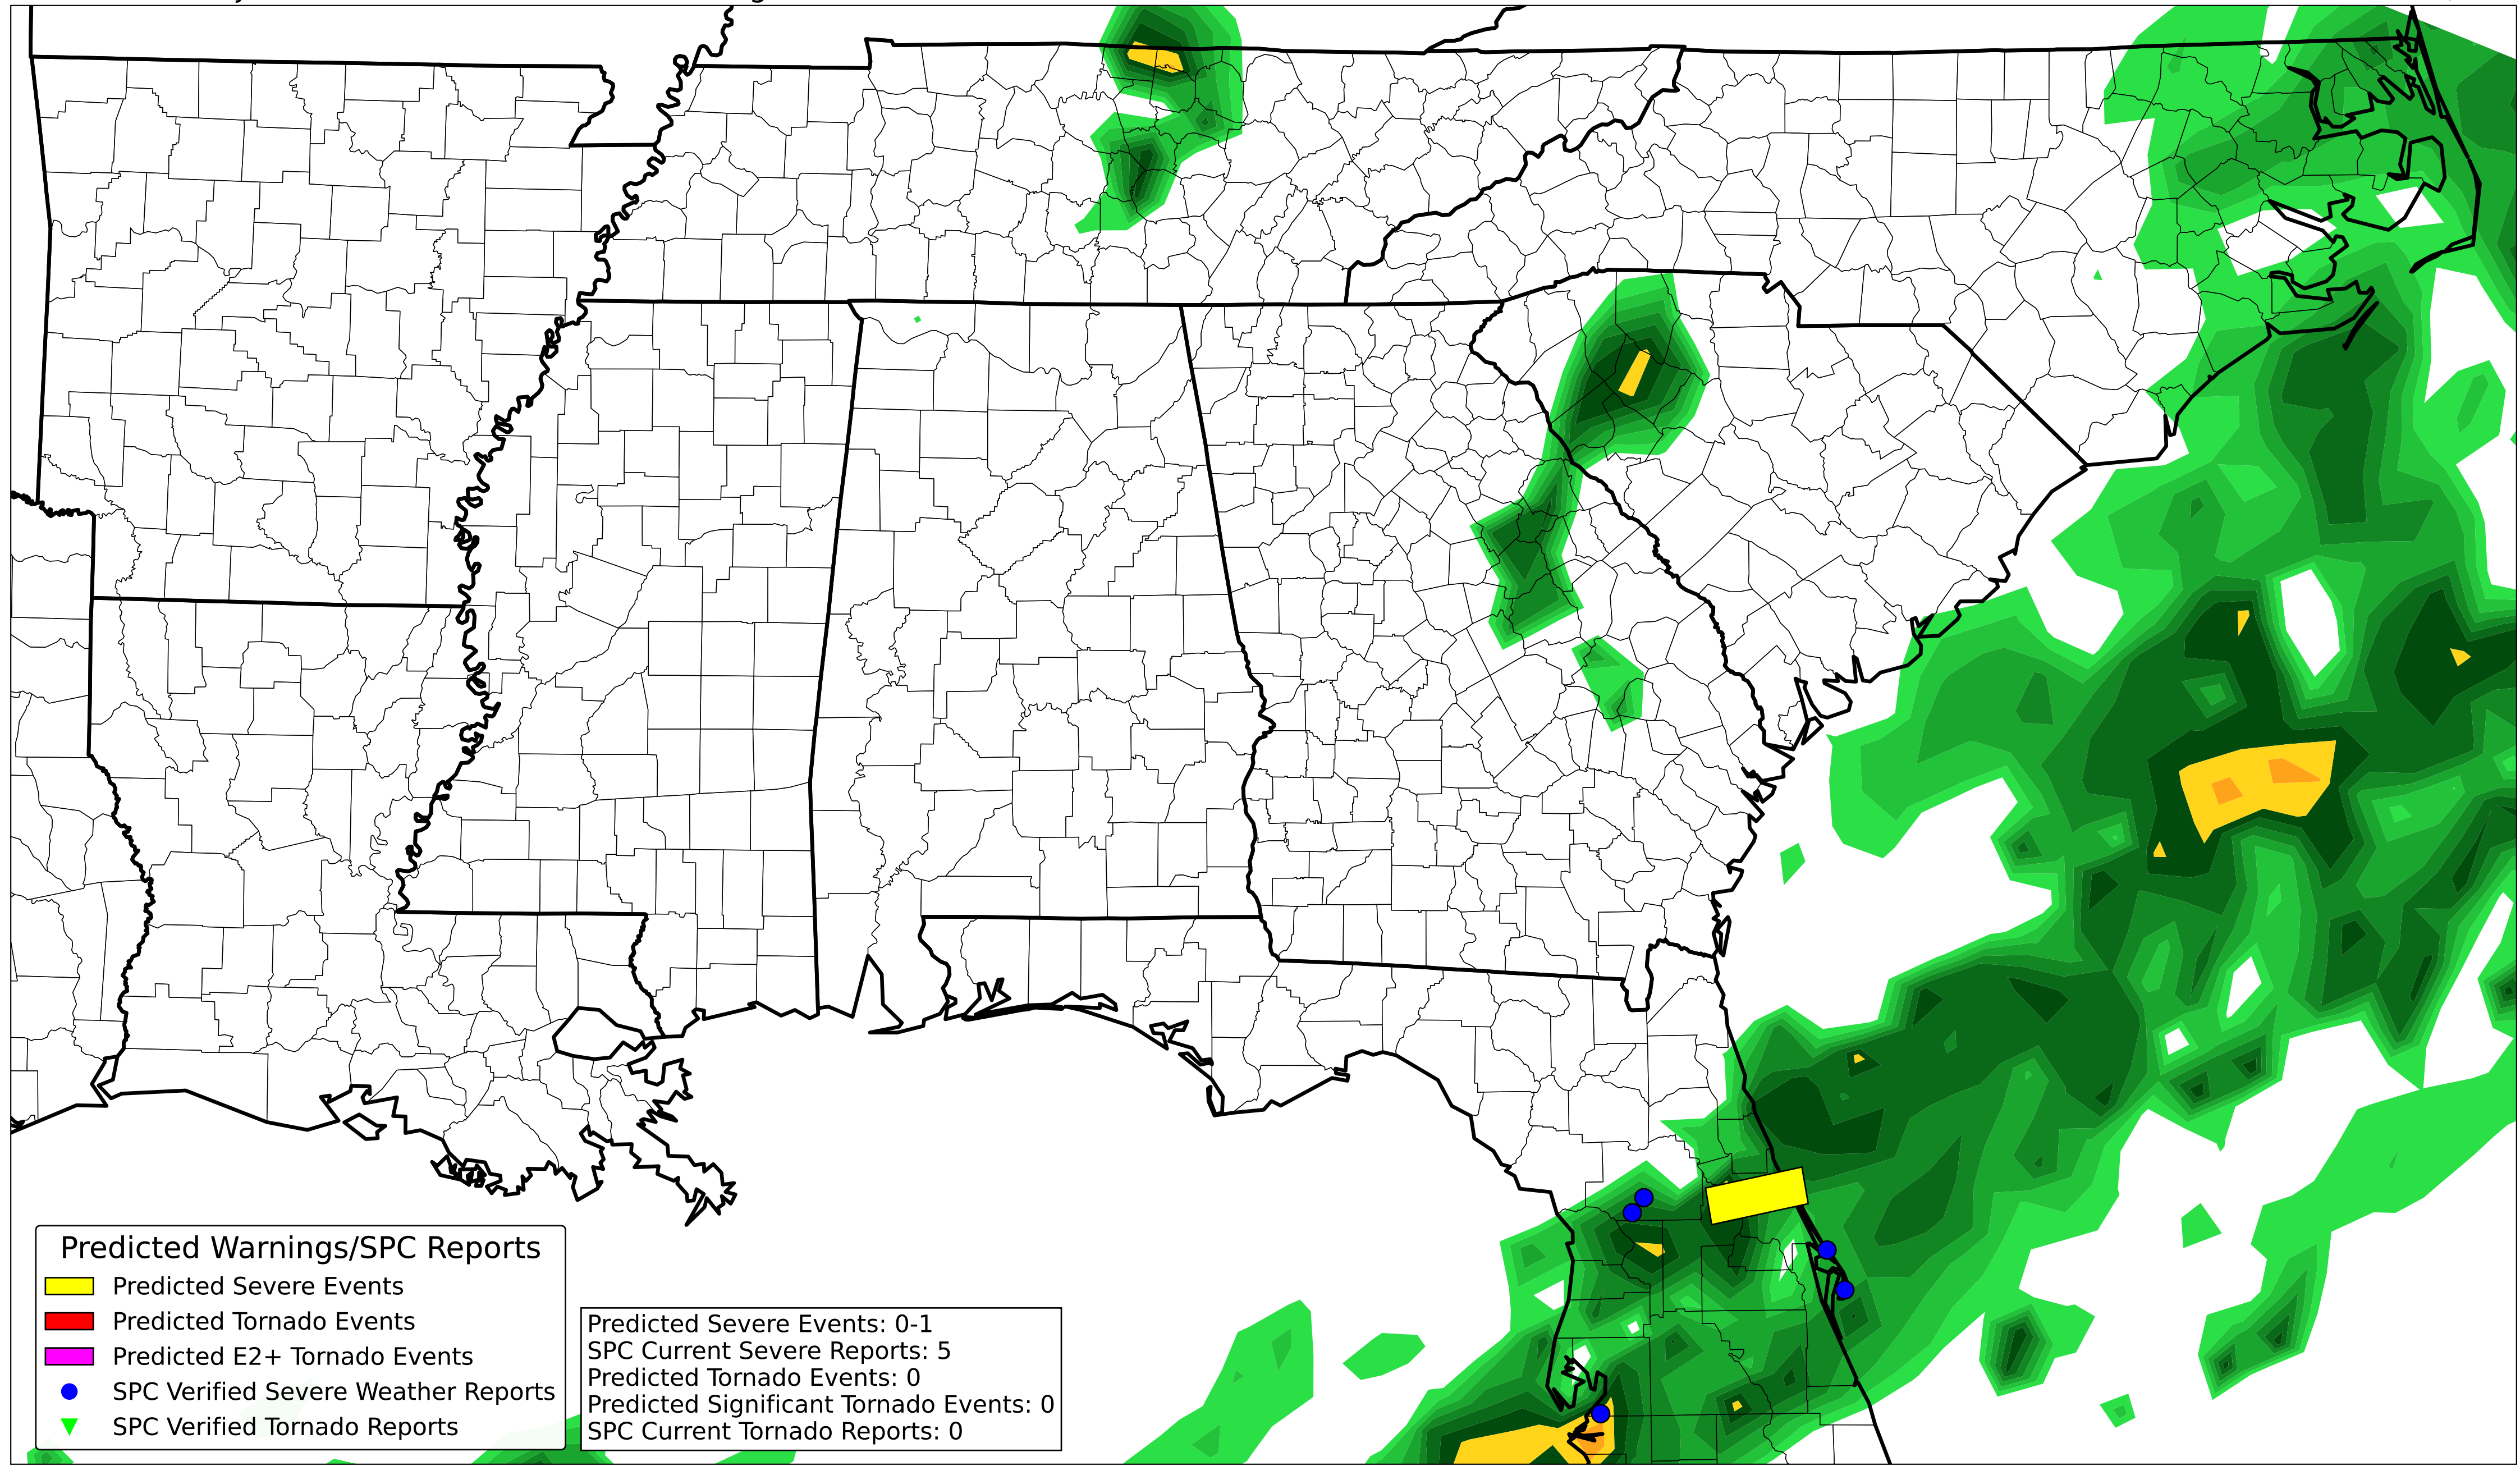 Predicted Warnings/SPC Reports
Predicted Severe Events
Predicted Tornado Events
Predicted E2+ Tornado Events
SPC Verified Severe Weather Reports
SPC Verified Tornado Reports
Predicted Severe Events: 0-1
SPC Current Severe Reports: 5
Predicted Tornado Events: 0
Predicted Significant Tornado Events: 0
SPC Current Tornado Reports: 0